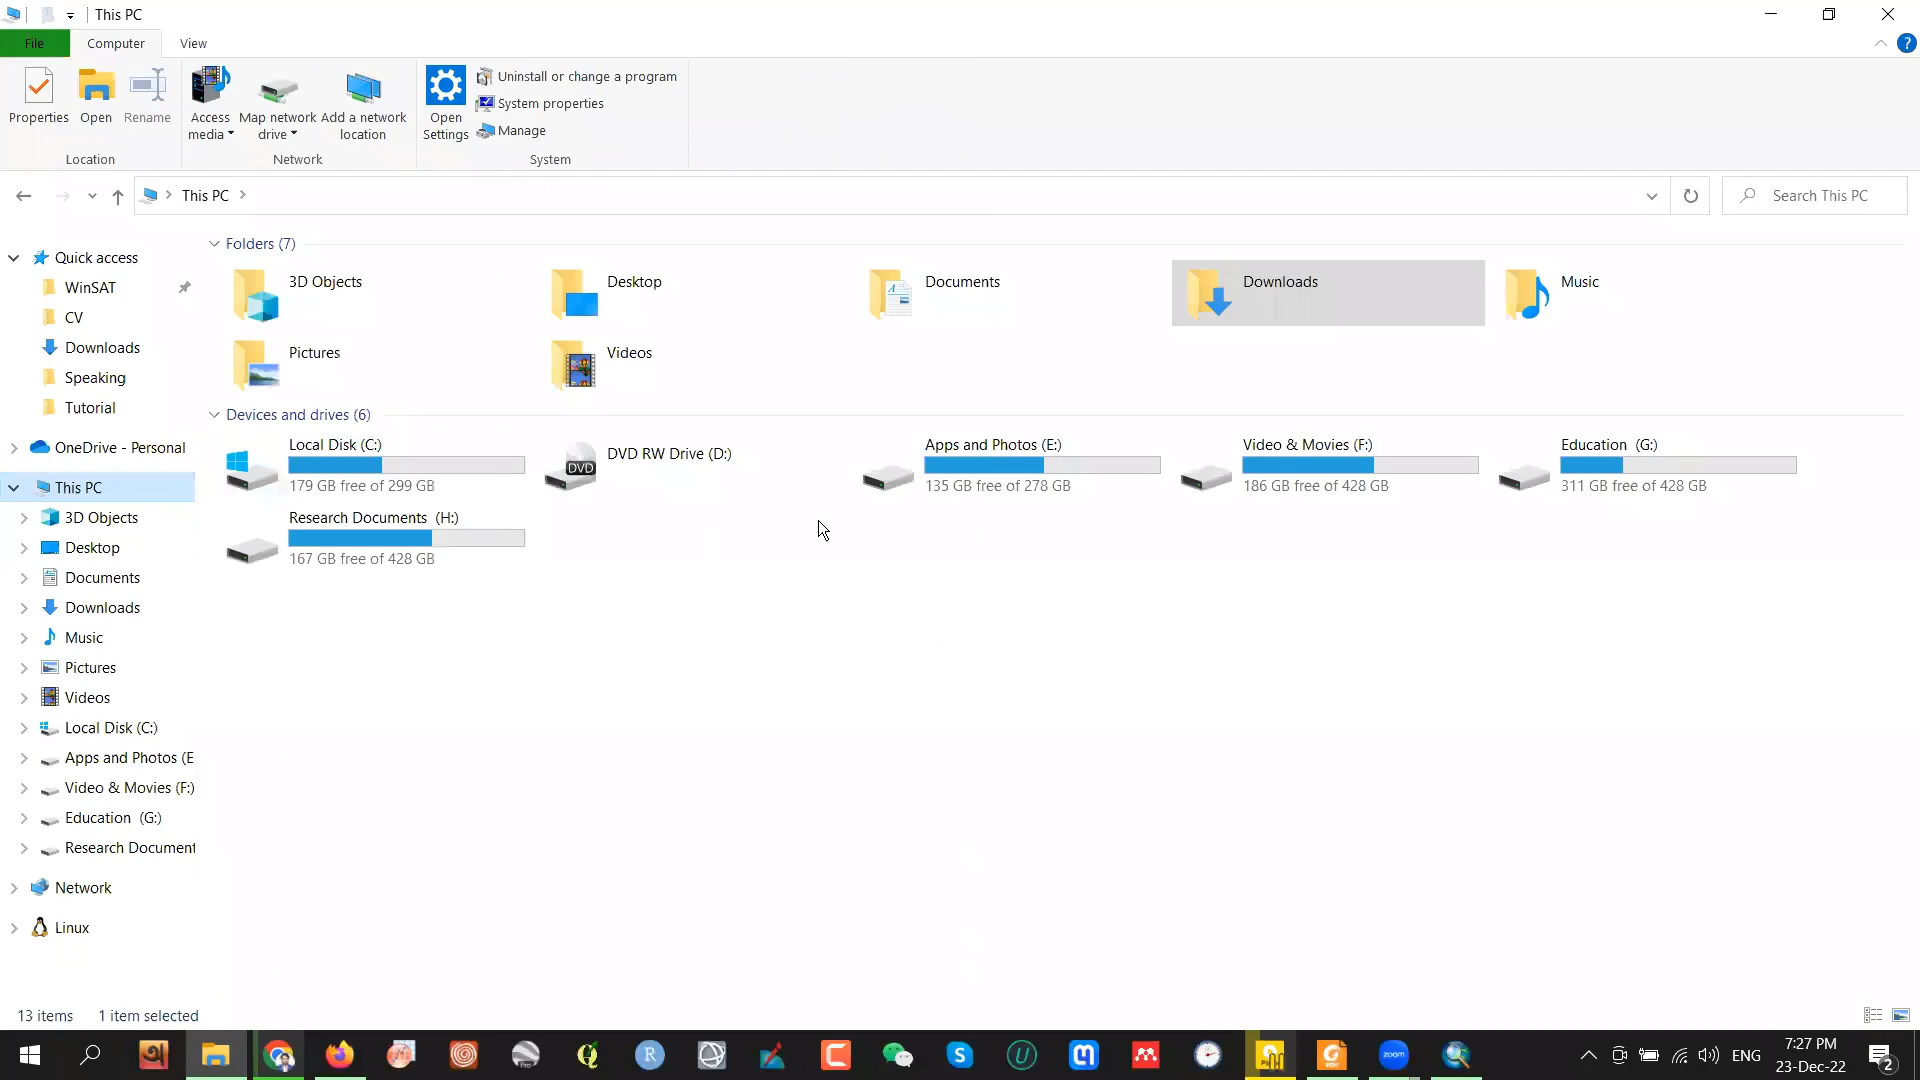 This PC
File
Computer
View
?
Properties
Open
Rename
Access media
Map network drive
Add a network location
Open Settings
Uninstall or change a program
System properties
Manage
Location
Network
System
This PC
Search This PC
Quick access
WinSAT
CV
Downloads
Speaking
Tutorial
OneDrive - Personal
This PC
3D Objects
Desktop
Documents
Downloads
Music
Pictures
Videos
Local Disk (C:)
Apps and Photos (E
Video & Movies (F:)
Education (G:)
Research Document
Network
Linux
Folders (7)
3D Objects
Desktop
Documents
Downloads
Music
Pictures
Videos
Devices and drives (6)
Local Disk (C:)
179 GB free of 299 GB
DVD
DVD RW Drive (D:)
Apps and Photos (E:)
135 GB free of 278 GB
Video & Movies (F:)
186 GB free of 428 GB
Education (G:)
311 GB free of 428 GB
Research Documents (H:)
167 GB free of 428 GB
13 items
1 item selected
Pro
R
C
S
U
zoom
ENG
7:27 PM
23-Dec-22
2